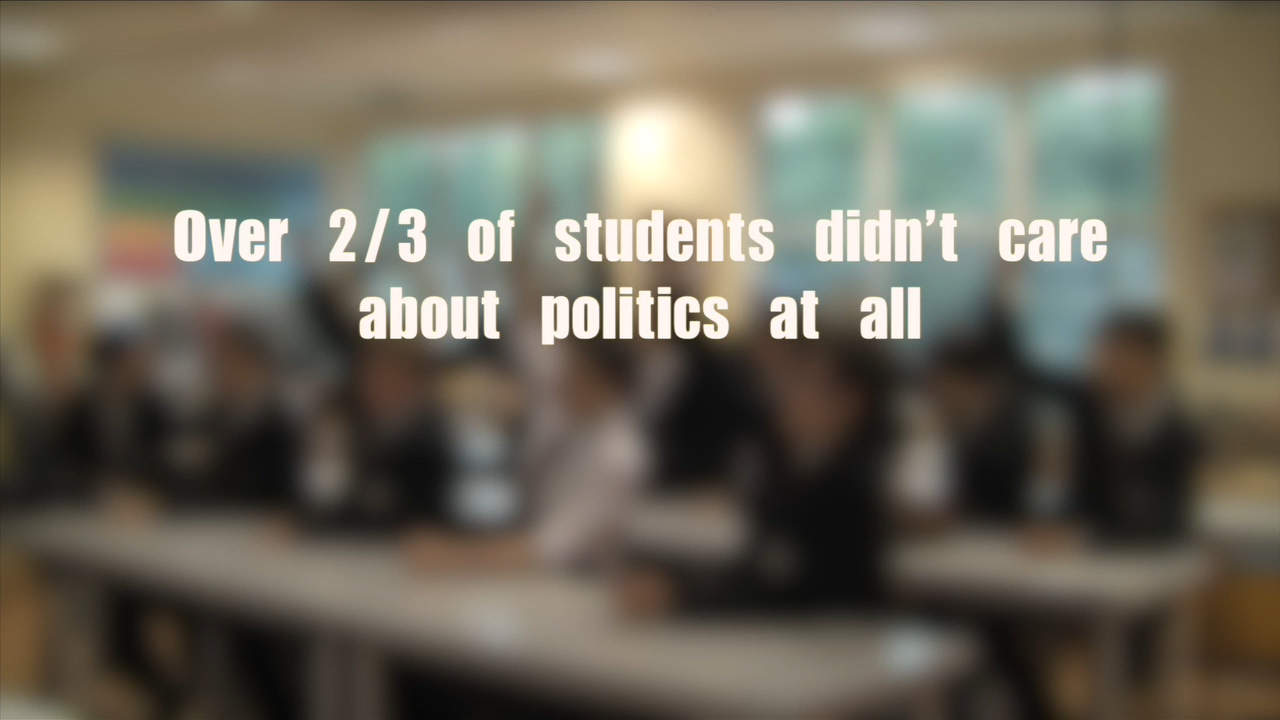 Over 2/3 of students didn’t care
about politics at all